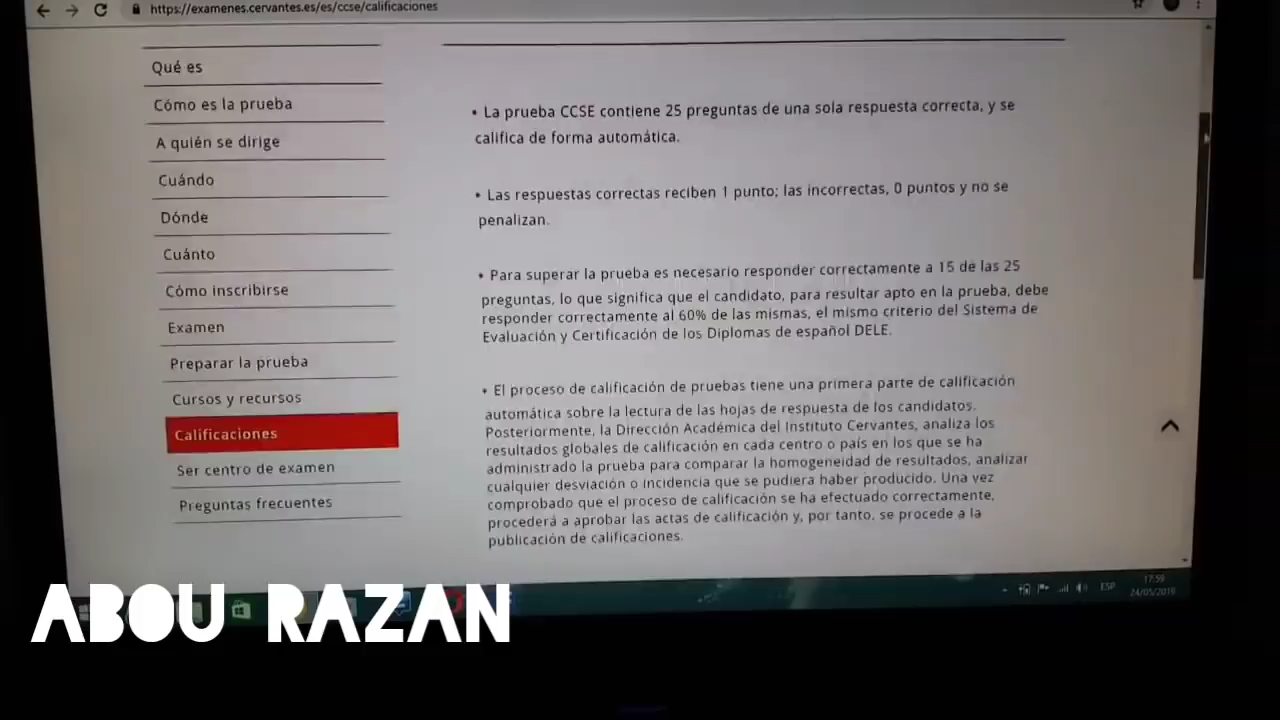 https://examenes.cervantes.es/es/ccse/calificaciones
Qué es
Cómo es la prueba
A quién se dirige
Cuándo
Dónde
Cuánto
Cómo inscribirse
Examen
Preparar la prueba
Cursos y recursos
Calificaciones
Ser centro de examen
Preguntas frecuentes
• La prueba CCSE contiene 25 preguntas de una sola respuesta correcta, y se
califica de forma automática.
• Las respuestas correctas reciben 1 punto; las incorrectas, 0 puntos y no se
penalizan.
• Para superar la prueba es necesario responder correctamente a 15 de las 25
preguntas, lo que significa que el candidato, para resultar apto en la prueba, debe
responder correctamente al 60% de las mismas, el mismo criterio del Sistema de
Evaluación y Certificación de los Diplomas de español DELE.
• El proceso de calificación de pruebas tiene una primera parte de calificación
automática sobre la lectura de las hojas de respuesta de los candidatos.
Posteriormente, la Dirección Académica del Instituto Cervantes, analiza los
resultados globales de calificación en cada centro o país en los que se ha
administrado la prueba para comparar la homogeneidad de resultados, analizar
cualquier desviación o incidencia que se pudiera haber producido. Una vez
comprobado que el proceso de calificación se ha efectuado correctamente,
procederá a aprobar las actas de calificación y, por tanto, se procede a la
publicación de calificaciones.
ESP
17:59
24/05/2019
ABOU RAZAN